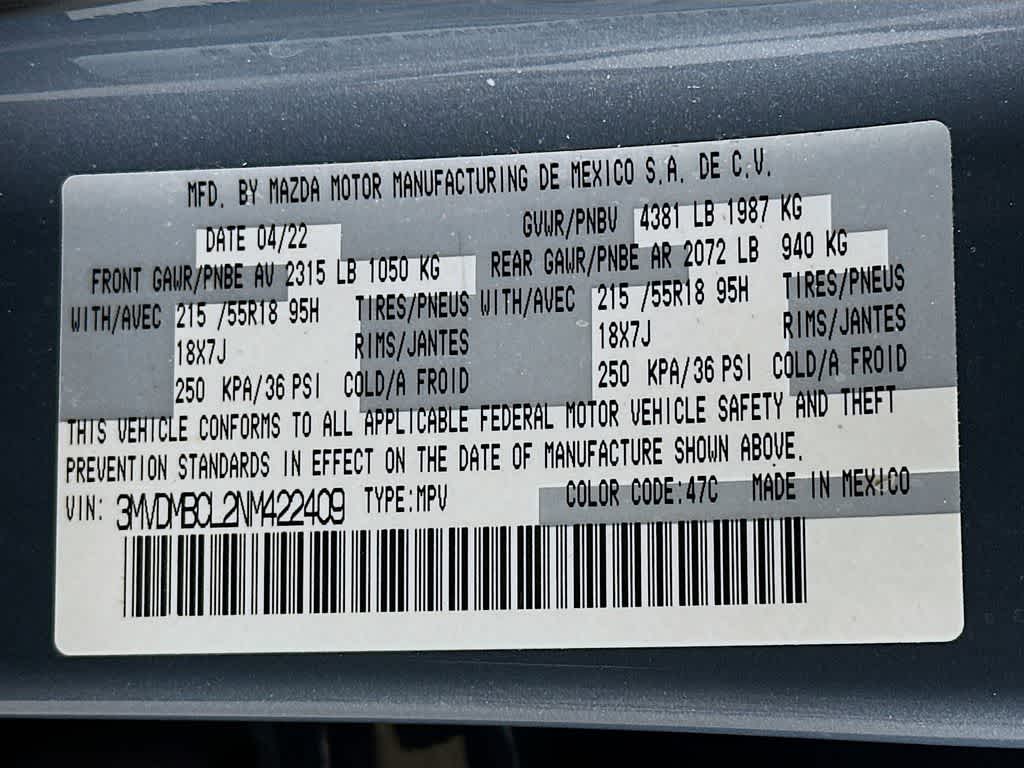 MFD. BY MAZDA MOTOR MANUFACTURING DE MEXICO S.A. DE C.V.
DATE 04/22 GVWR/PNBV 4381 LB 1987 KG
FRONT GAWR/PNBE AV 2315 LB 1050 KG REAR GAWR/PNBE AR 2072 LB 940 KG
WITH/AVEC 215 /55R18 95H TIRES/PNEUS WITH/AVEC 215 /55R18 95H TIRES/PNEUS
18X7J RIMS/JANTES 18X7J RIMS/JANTES
250 KPA/36 PSI COLD/A FROID 250 KPA/36 PSI COLD/A FROID
THIS VEHICLE CONFORMS TO ALL APPLICABLE FEDERAL MOTOR VEHICLE SAFETY AND THEFT
PREVENTION STANDARDS IN EFFECT ON THE DATE OF MANUFACTURE SHOWN ABOVE.
VIN: 3MVDMBCL2NM422409 TYPE:MPV COLOR CODE:47C MADE IN MEXICO